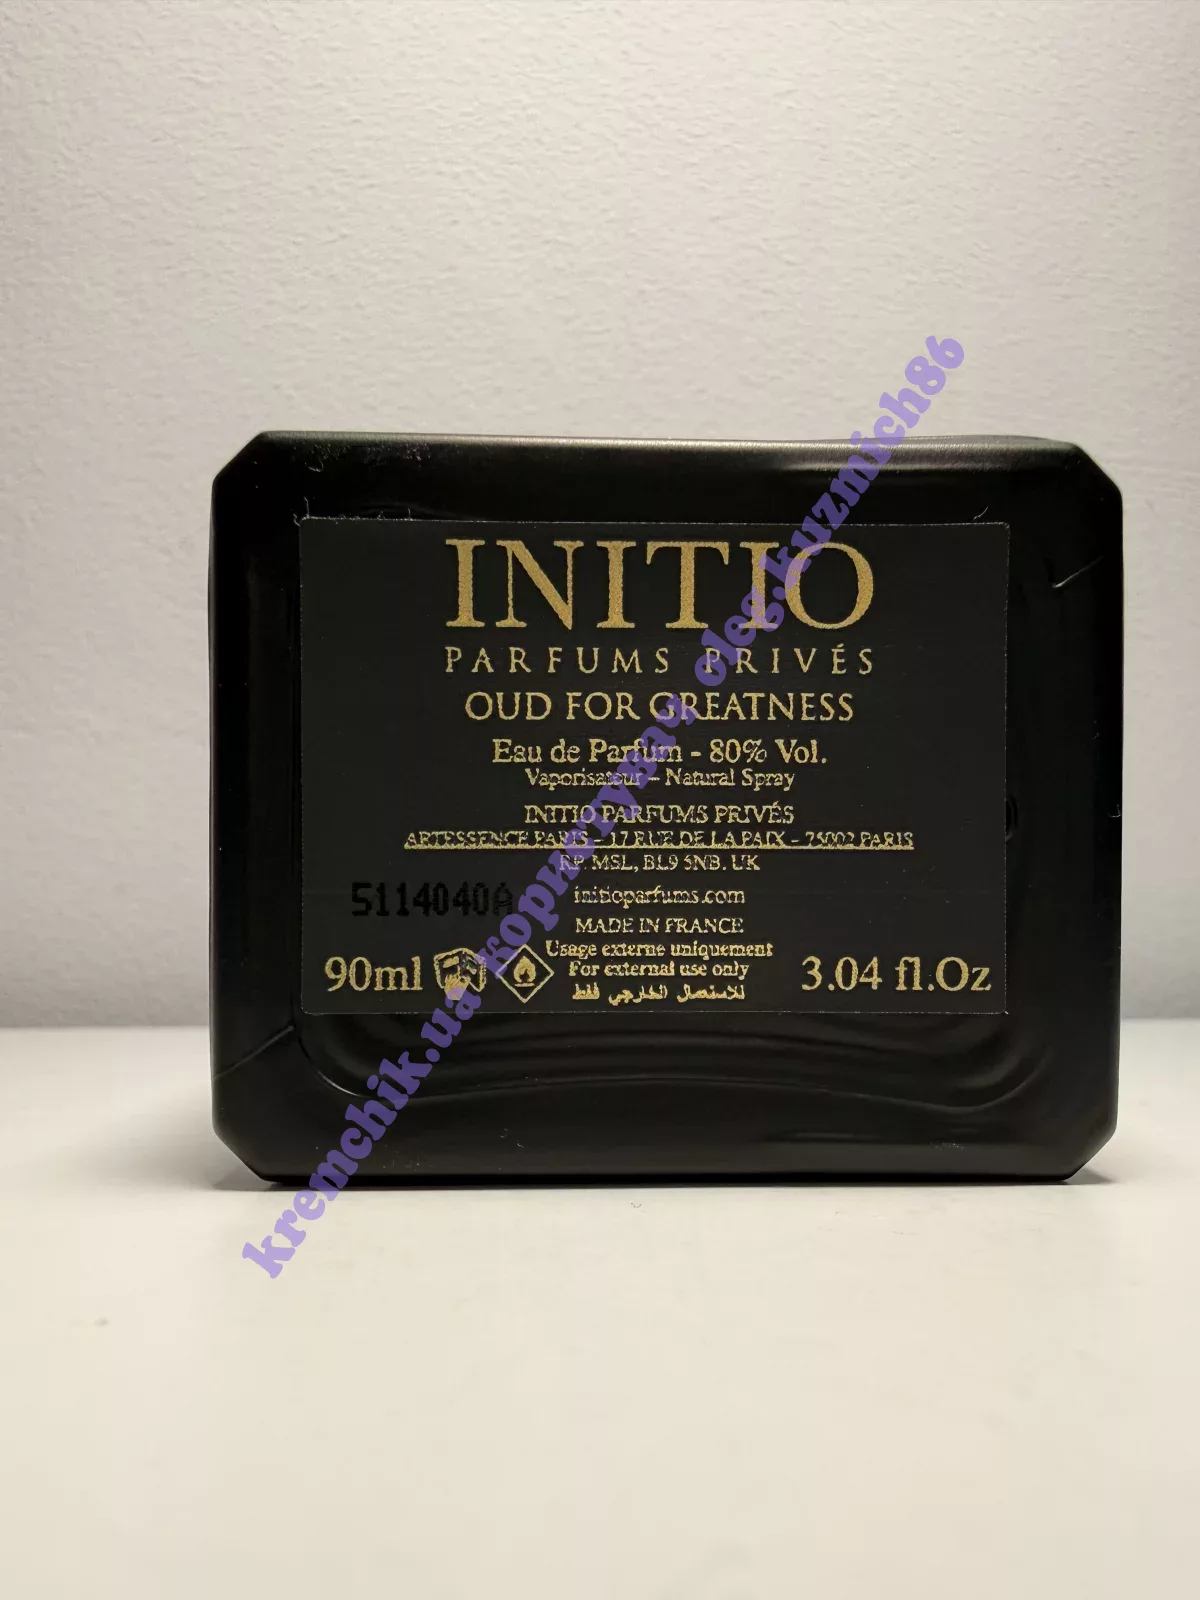 INITIO
PARFUMS PRIVÉS
OUD FOR GREATNESS
Eau de Parfum - 80% Vol.
Vaporisateur – Natural Spray
INITIO PARFUMS PRIVÉS
ARTESSENCE PARIS - 17 RUE DE LA PAIX - 75002 PARIS
RP. MSL, BL9 5NB. UK
5114040A
initioparfums.com
MADE IN FRANCE
Usage externe uniquement
For external use only
للاستعمال الخارجي فقط
90ml
3.04 fl.Oz
kremchik.ua користувач oleg.kuzmich86